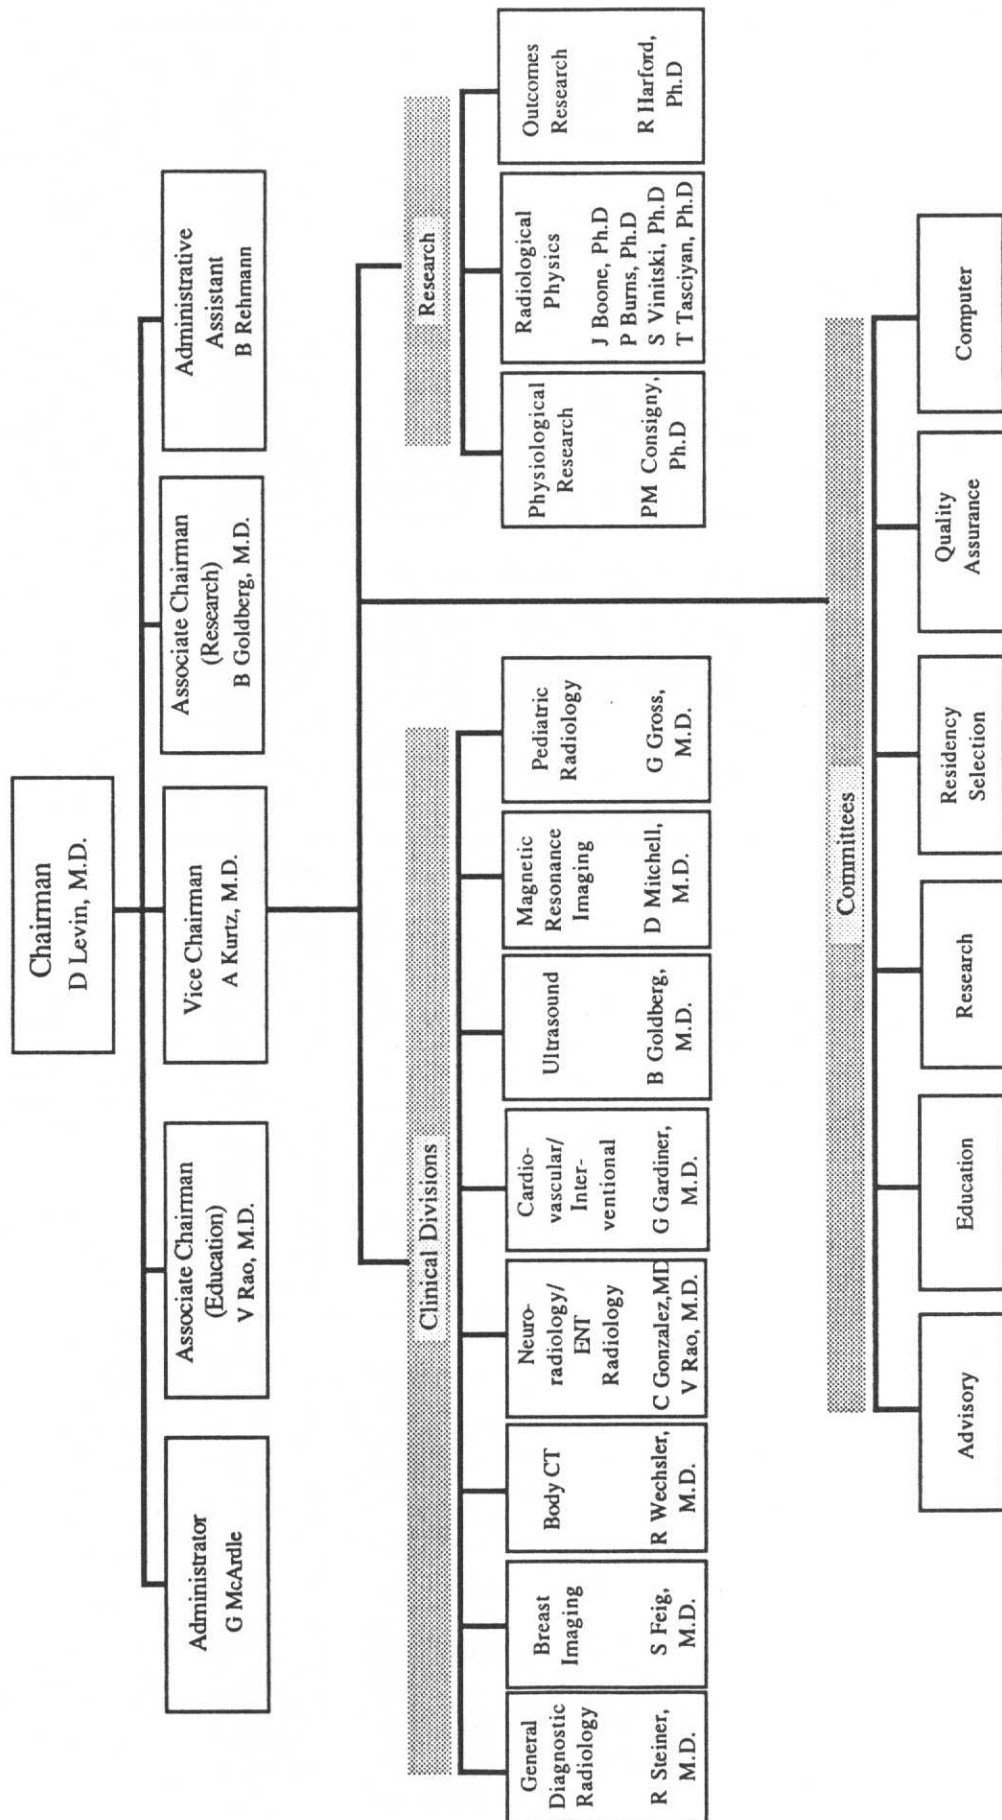 Chairman
D Levin, M.D.
Administrator
G McArdle
Associate Chairman
(Education)
V Rao, M.D.
Vice Chairman
A Kurtz, M.D.
Associate Chairman
(Research)
B Goldberg, M.D.
Administrative
Assistant
B Rehmann
Clinical Divisions
General
Diagnostic
Radiology
R Steiner,
M.D.
Breast
Imaging
S Feig,
M.D.
Body CT
R Wechsler,
M.D.
Neuro-
radiology/
ENT
Radiology
C Gonzalez,MD
V Rao, M.D.
Cardio-
vascular/
Inter-
ventional
G Gardiner,
M.D.
Ultrasound
B Goldberg,
M.D.
Magnetic
Resonance
Imaging
D Mitchell,
M.D.
Pediatric
Radiology
G Gross,
M.D.
Research
Physiological
Research
PM Consigny,
Ph.D
Radiological
Physics
J Boone, Ph.D
P Burns, Ph.D
S Vinitski, Ph.D
T Tasciyan, Ph.D
Outcomes
Research
R Harford,
Ph.D
Committees
Advisory
Education
Research
Residency
Selection
Quality
Assurance
Computer